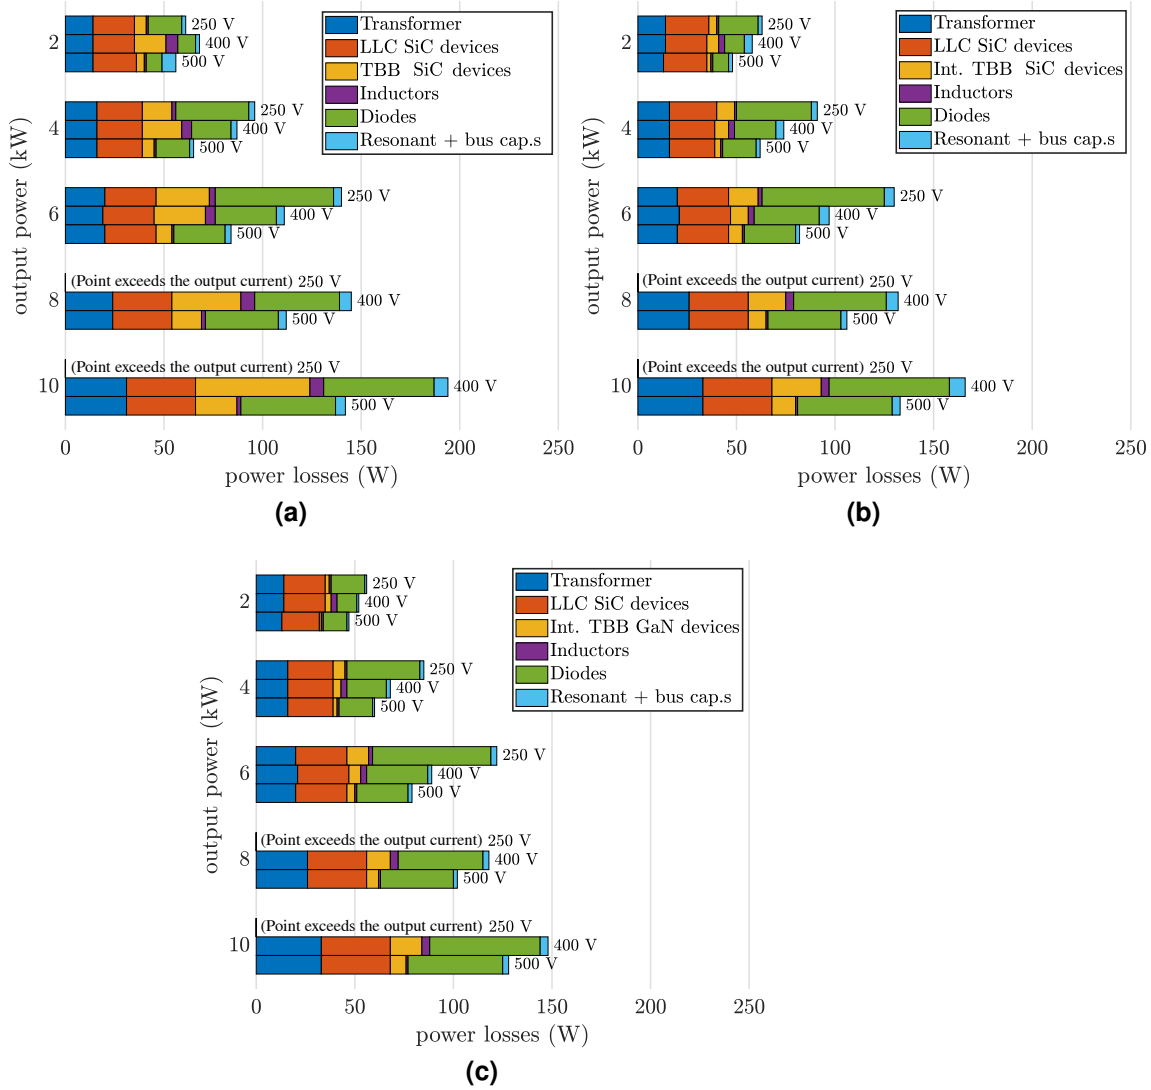 Transformer
LLC SiC devices
TBB SiC devices
Inductors
Diodes
Resonant + bus cap.s
output power (kW)
2
250 V
400 V
500 V
4
250 V
400 V
500 V
6
250 V
400 V
500 V
8
(Point exceeds the output current) 250 V
400 V
500 V
10
(Point exceeds the output current) 250 V
400 V
500 V
0 50 100 150 200 250
power losses (W)
(a)
Transformer
LLC SiC devices
Int. TBB SiC devices
Inductors
Diodes
Resonant + bus cap.s
output power (kW)
2
250 V
400 V
500 V
4
250 V
400 V
500 V
6
250 V
400 V
500 V
8
(Point exceeds the output current) 250 V
400 V
500 V
10
(Point exceeds the output current) 250 V
400 V
500 V
0 50 100 150 200 250
power losses (W)
(b)
Transformer
LLC SiC devices
Int. TBB GaN devices
Inductors
Diodes
Resonant + bus cap.s
output power (kW)
2
250 V
400 V
500 V
4
250 V
400 V
500 V
6
250 V
400 V
500 V
8
(Point exceeds the output current) 250 V
400 V
500 V
10
(Point exceeds the output current) 250 V
400 V
500 V
0 50 100 150 200 250
power losses (W)
(c)